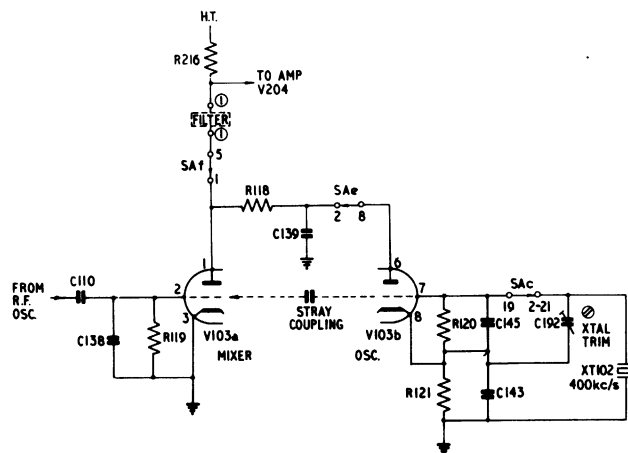 H.T.
R216
TO AMP
V204
1
FILTER
1
5
SAf
1
R118
SAe
2 8
C139
1
6
FROM
R.F.
OSC.
C110
2
3
7
8
SAc
19 2-21
STRAY
COUPLING
C138
R119
V103a
MIXER
V103b
OSC.
R120
C145
C192
XTAL
TRIM
R121
C143
XT102
400kc/s